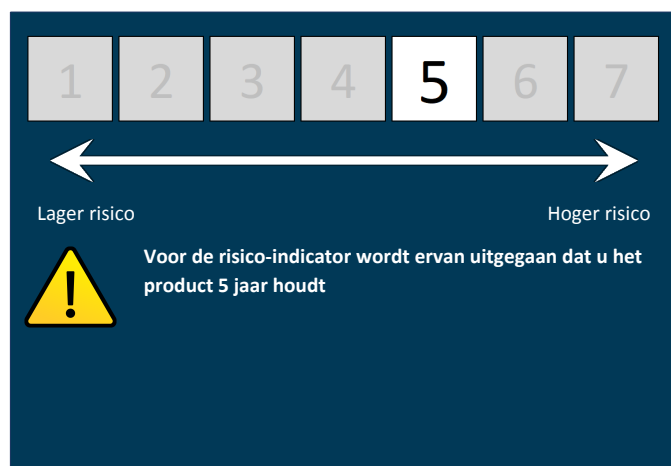 1 2 3 4 5 6 7
Lager risico Hoger risico
Voor de risico-indicator wordt ervan uitgegaan dat u het
product 5 jaar houdt